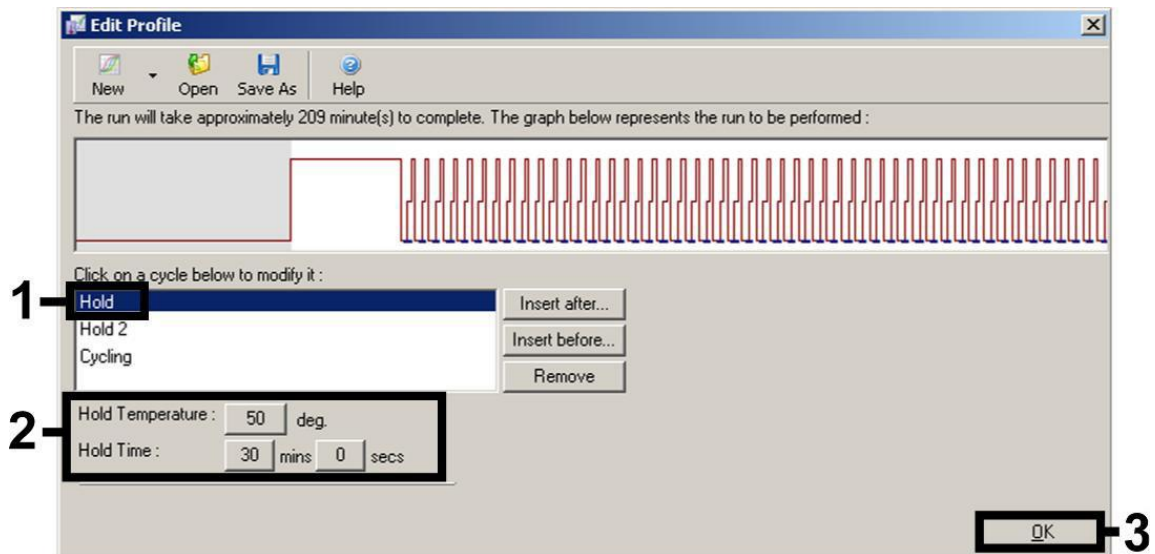 Edit Profile
New Open Save As Help
The run will take approximately 209 minute(s) to complete. The graph below represents the run to be performed :
Click on a cycle below to modify it :
1 Hold Insert after...
Hold 2 Insert before...
Cycling
Remove
2 Hold Temperature : 50 deg.
Hold Time : 30 mins 0 secs
OK 3